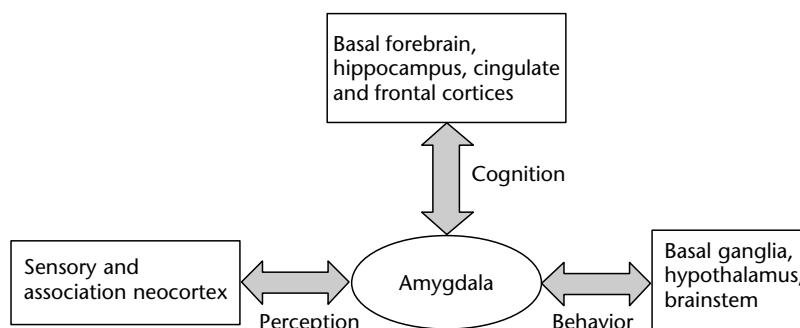 Basal forebrain,
hippocampus, cingulate
and frontal cortices
Cognition
Sensory and
association neocortex
Perception
Amygdala
Behavior
Basal ganglia,
hypothalamus,
brainstem